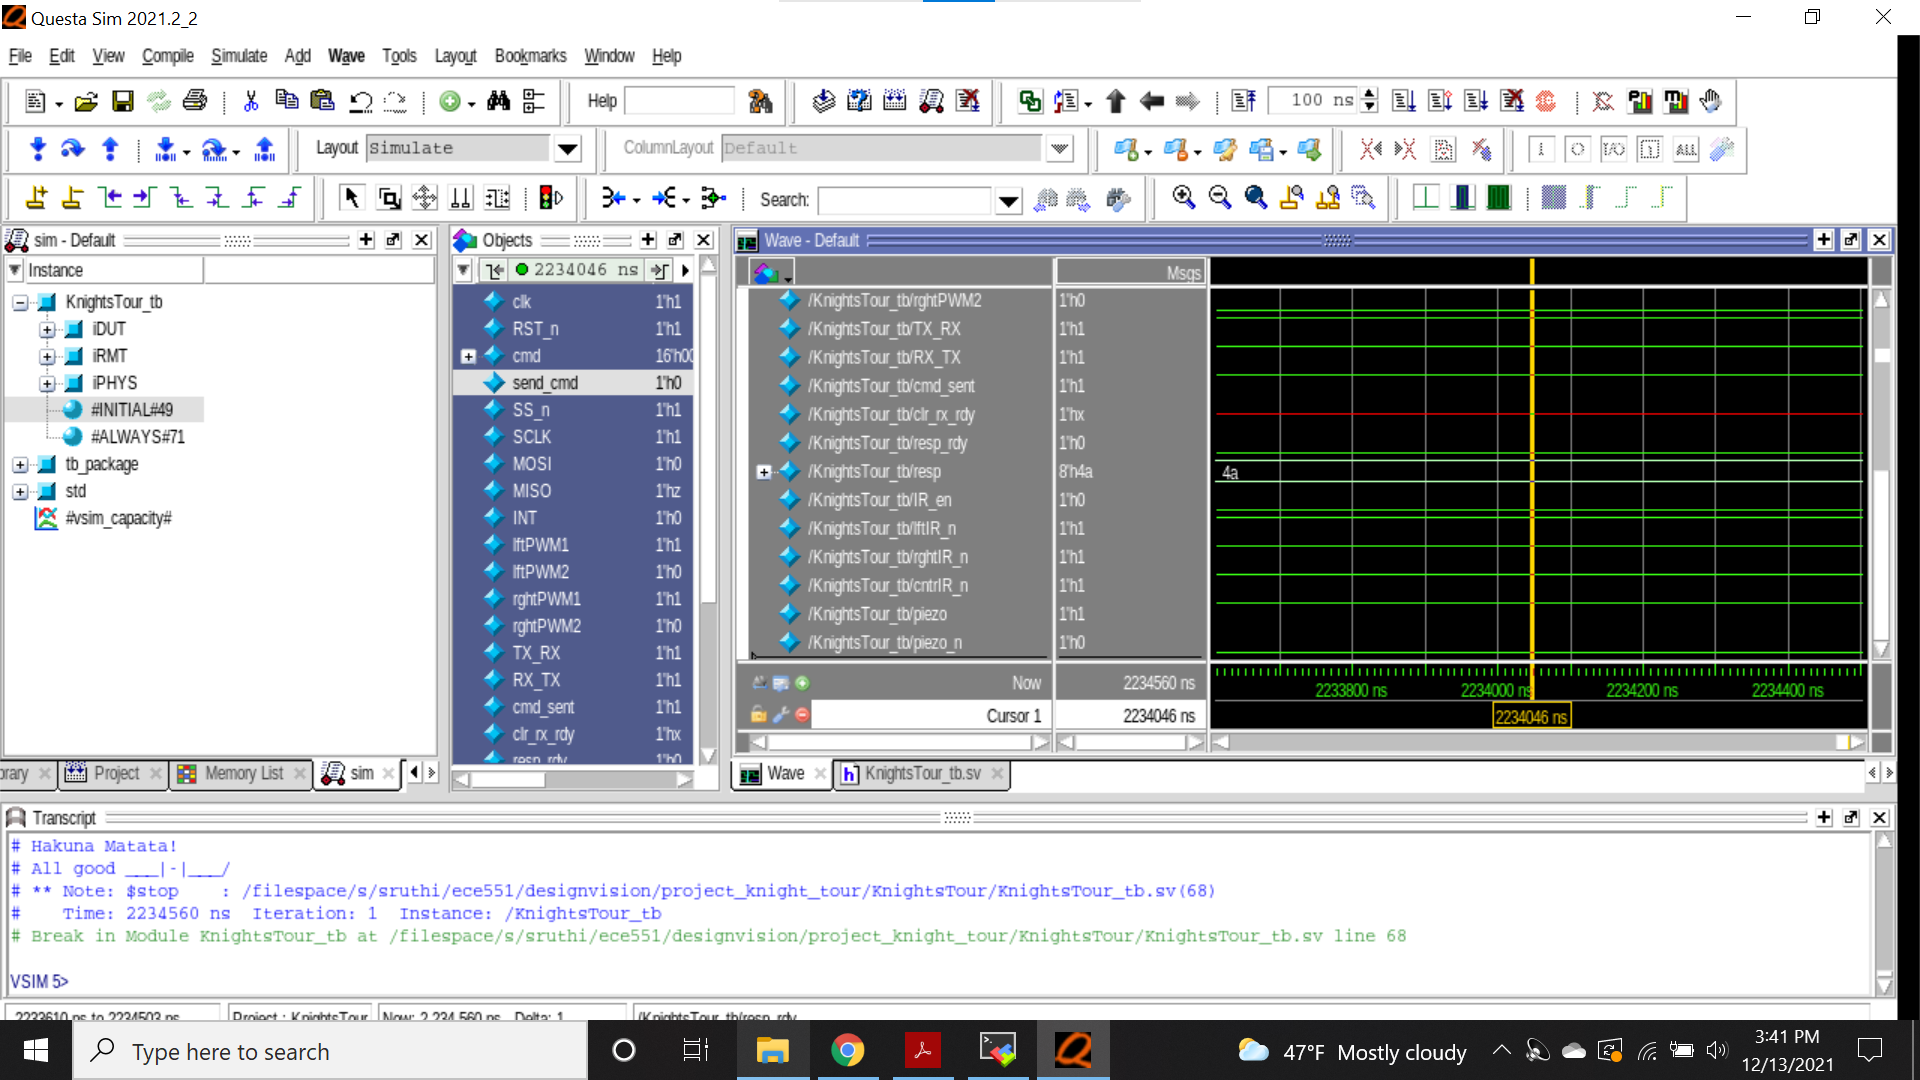 Questa Sim 2021.2_2
File Edit View Compile Simulate Add Wave Tools Layout Bookmarks Window Help
Help 100 ns
Layout Simulate ColumnLayout Default
ALL
Search:
sim - Default
Instance
KnightsTour_tb
iDUT
iRMT
iPHYS
#INITIAL#49
#ALWAYS#71
tb_package
std
#vsim_capacity#
Objects
2234046 ns
clk 1'h1
RST_n 1'h1
cmd 16'h00
send_cmd 1'h0
SS_n 1'h1
SCLK 1'h1
MOSI 1'h0
MISO 1'hz
INT 1'h0
lftPWM1 1'h1
lftPWM2 1'h0
rghtPWM1 1'h1
rghtPWM2 1'h0
TX_RX 1'h1
RX_TX 1'h1
cmd_sent 1'h1
clr_rx_rdy 1'hx
resp_rdy 1'h0
Wave - Default
Msgs
/KnightsTour_tb/rghtPWM2 1'h0
/KnightsTour_tb/TX_RX 1'h1
/KnightsTour_tb/RX_TX 1'h1
/KnightsTour_tb/cmd_sent 1'h1
/KnightsTour_tb/clr_rx_rdy 1'hx
/KnightsTour_tb/resp_rdy 1'h0
/KnightsTour_tb/resp 8'h4a 4a
/KnightsTour_tb/IR_en 1'h0
/KnightsTour_tb/lftIR_n 1'h1
/KnightsTour_tb/rghtIR_n 1'h1
/KnightsTour_tb/cntrIR_n 1'h1
/KnightsTour_tb/piezo 1'h1
/KnightsTour_tb/piezo_n 1'h0
Now 2234560 ns 2233800 ns 2234000 ns 2234200 ns 2234400 ns
Cursor 1 2234046 ns 2234046 ns
brary Project Memory List sim
Wave KnightsTour_tb.sv
Transcript
# Hakuna Matata!
# All good ___|-|___/
# ** Note: $stop : /filespace/s/sruthi/ece551/designvision/project_knight_tour/KnightsTour/KnightsTour_tb.sv(68)
# Time: 2234560 ns Iteration: 1 Instance: /KnightsTour_tb
# Break in Module KnightsTour_tb at /filespace/s/sruthi/ece551/designvision/project_knight_tour/KnightsTour/KnightsTour_tb.sv line 68
VSIM 5>
2233610 ns to 2234503 ns Project : KnightsTour Now: 2,234,560 ns Delta: 1 /KnightsTour_tb/resp_rdy
Type here to search
47°F Mostly cloudy
3:41 PM
12/13/2021